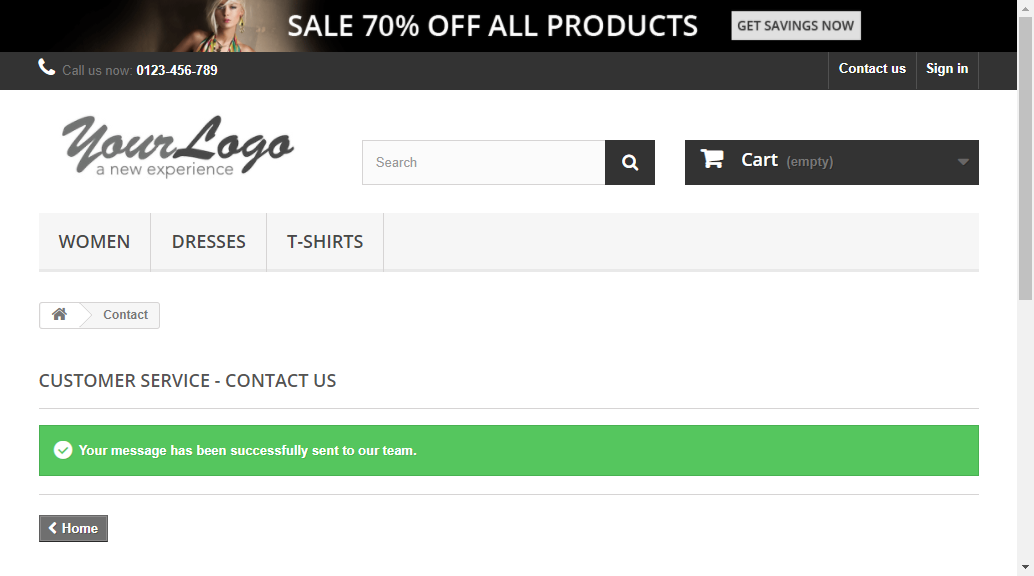 SALE 70% OFF ALL PRODUCTS GET SAVINGS NOW
Call us now: 0123-456-789 Contact us Sign in
YourLogo
a new experience
Search Cart (empty)
WOMEN DRESSES T-SHIRTS
Contact
CUSTOMER SERVICE - CONTACT US
Your message has been successfully sent to our team.
Home